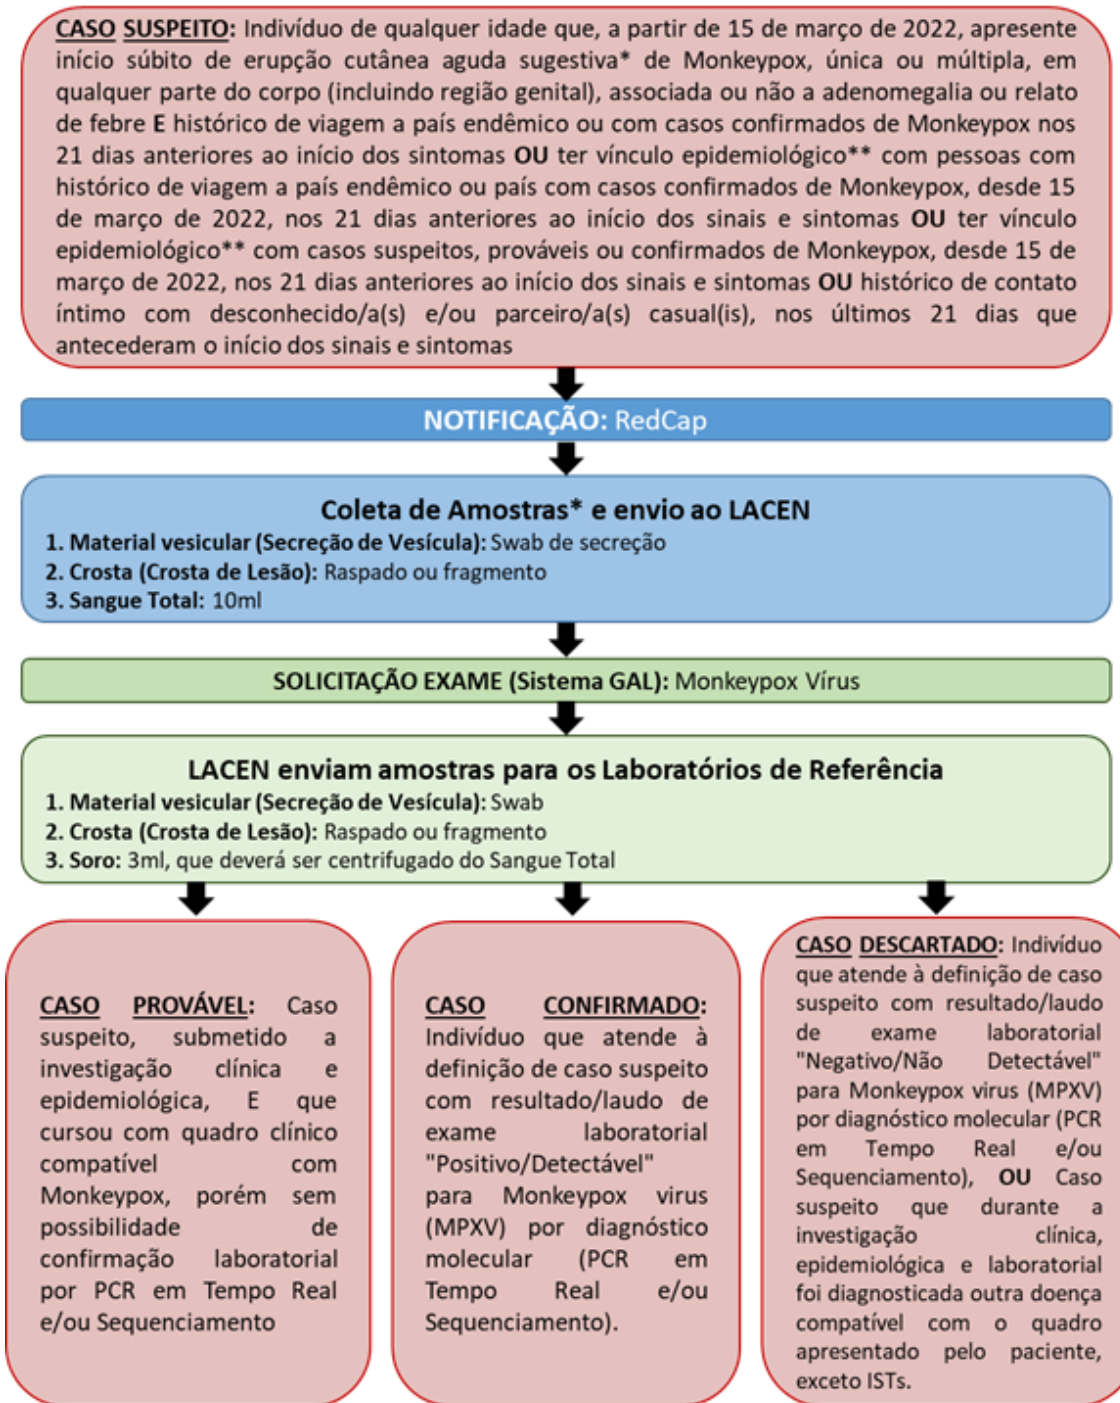 CASO SUSPEITO: Indivíduo de qualquer idade que, a partir de 15 de março de 2022, apresente
início súbito de erupção cutânea aguda sugestiva* de Monkeypox, única ou múltipla, em
qualquer parte do corpo (incluindo região genital), associada ou não a adenomegalia ou relato
de febre E histórico de viagem a país endêmico ou com casos confirmados de Monkeypox nos
21 dias anteriores ao início dos sintomas OU ter vínculo epidemiológico** com pessoas com
histórico de viagem a país endêmico ou país com casos confirmados de Monkeypox, desde 15
de março de 2022, nos 21 dias anteriores ao início dos sinais e sintomas OU ter vínculo
epidemiológico** com casos suspeitos, prováveis ou confirmados de Monkeypox, desde 15 de
março de 2022, nos 21 dias anteriores ao início dos sinais e sintomas OU histórico de contato
íntimo com desconhecido/a(s) e/ou parceiro/a(s) casual(is), nos últimos 21 dias que
antecederam o início dos sinais e sintomas
NOTIFICAÇÃO: RedCap
Coleta de Amostras* e envio ao LACEN
1. Material vesicular (Secreção de Vesícula): Swab de secreção
2. Crosta (Crosta de Lesão): Raspado ou fragmento
3. Sangue Total: 10ml
SOLICITAÇÃO EXAME (Sistema GAL): Monkeypox Vírus
LACEN enviam amostras para os Laboratórios de Referência
1. Material vesicular (Secreção de Vesícula): Swab
2. Crosta (Crosta de Lesão): Raspado ou fragmento
3. Soro: 3ml, que deverá ser centrifugado do Sangue Total
CASO PROVÁVEL: Caso
suspeito, submetido a
investigação clínica e
epidemiológica, E que
cursou com quadro clínico
compatível com
Monkeypox, porém sem
possibilidade de
confirmação laboratorial
por PCR em Tempo Real
e/ou Sequenciamento
CASO CONFIRMADO:
Indivíduo que atende à
definição de caso suspeito
com resultado/laudo de
exame laboratorial
"Positivo/Detectável"
para Monkeypox virus
(MPXV) por diagnóstico
molecular (PCR em
Tempo Real e/ou
Sequenciamento).
CASO DESCARTADO: Indivíduo
que atende à definição de caso
suspeito com resultado/laudo
de exame laboratorial
"Negativo/Não Detectável"
para Monkeypox virus (MPXV)
por diagnóstico molecular (PCR
em Tempo Real e/ou
Sequenciamento), OU Caso
suspeito que durante a
investigação clínica,
epidemiológica e laboratorial
foi diagnosticada outra doença
compatível com o quadro
apresentado pelo paciente,
exceto ISTs.